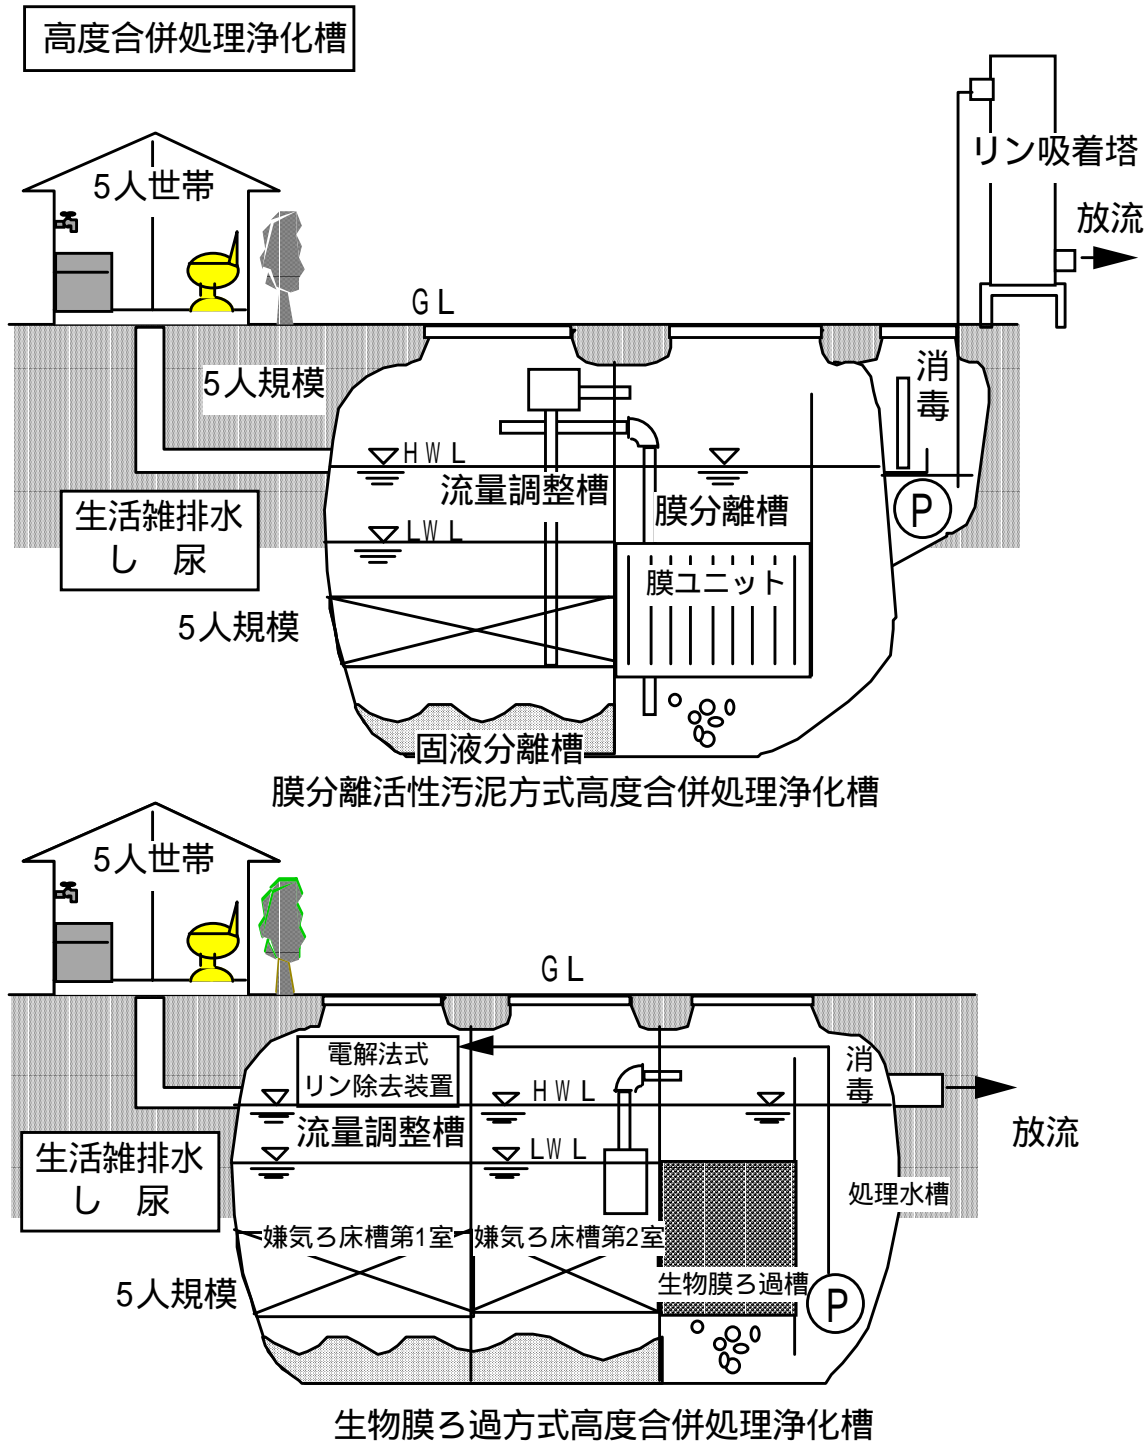 高度合併処理浄化槽
リン吸着塔
5人世帯
放流
GL
5人規模
消
毒
HWL
流量調整槽
膜分離槽
P
生活雑排水
し 尿
LWL
膜ユニット
5人規模
固液分離槽
膜分離活性汚泥方式高度合併処理浄化槽
5人世帯
GL
電解法式
リン除去装置
消
毒
HWL
流量調整槽
放流
LWL
生活雑排水
し 尿
処理水槽
嫌気ろ床槽第1室
嫌気ろ床槽第2室
生物膜ろ過槽
5人規模
P
生物膜ろ過方式高度合併処理浄化槽